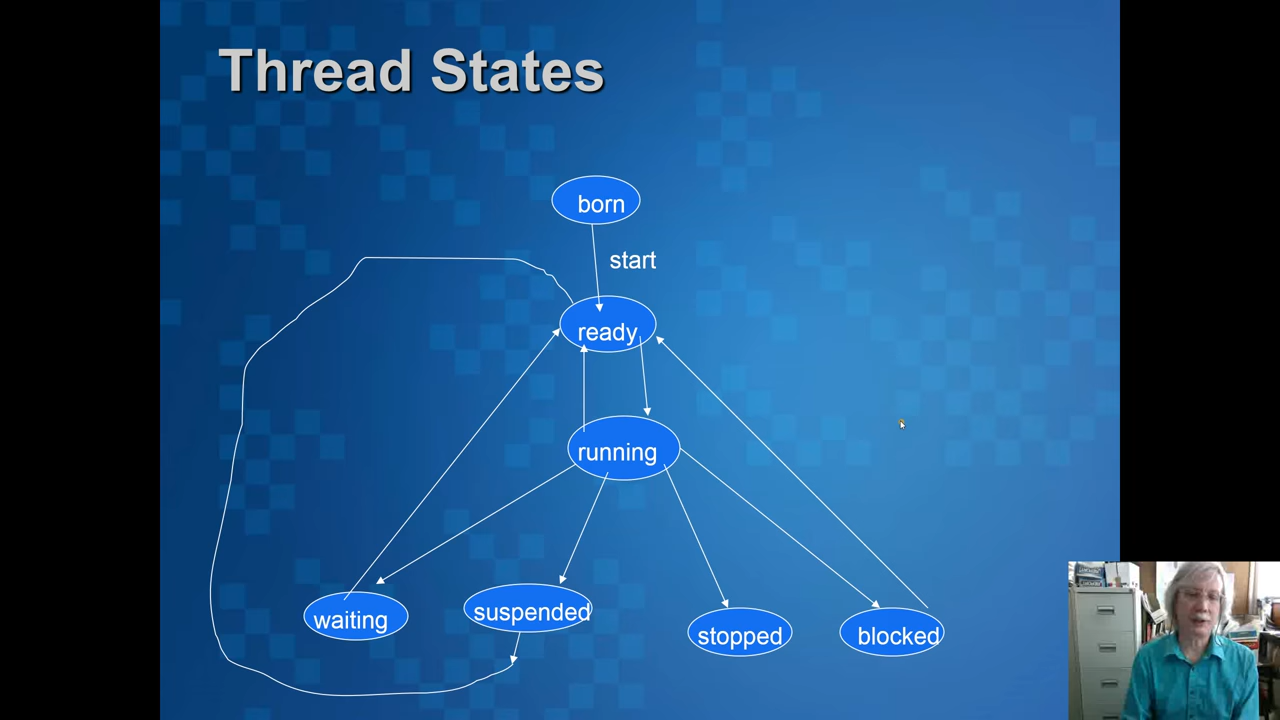 Thread States
born
start
ready
running
waiting
suspended
stopped
blocked